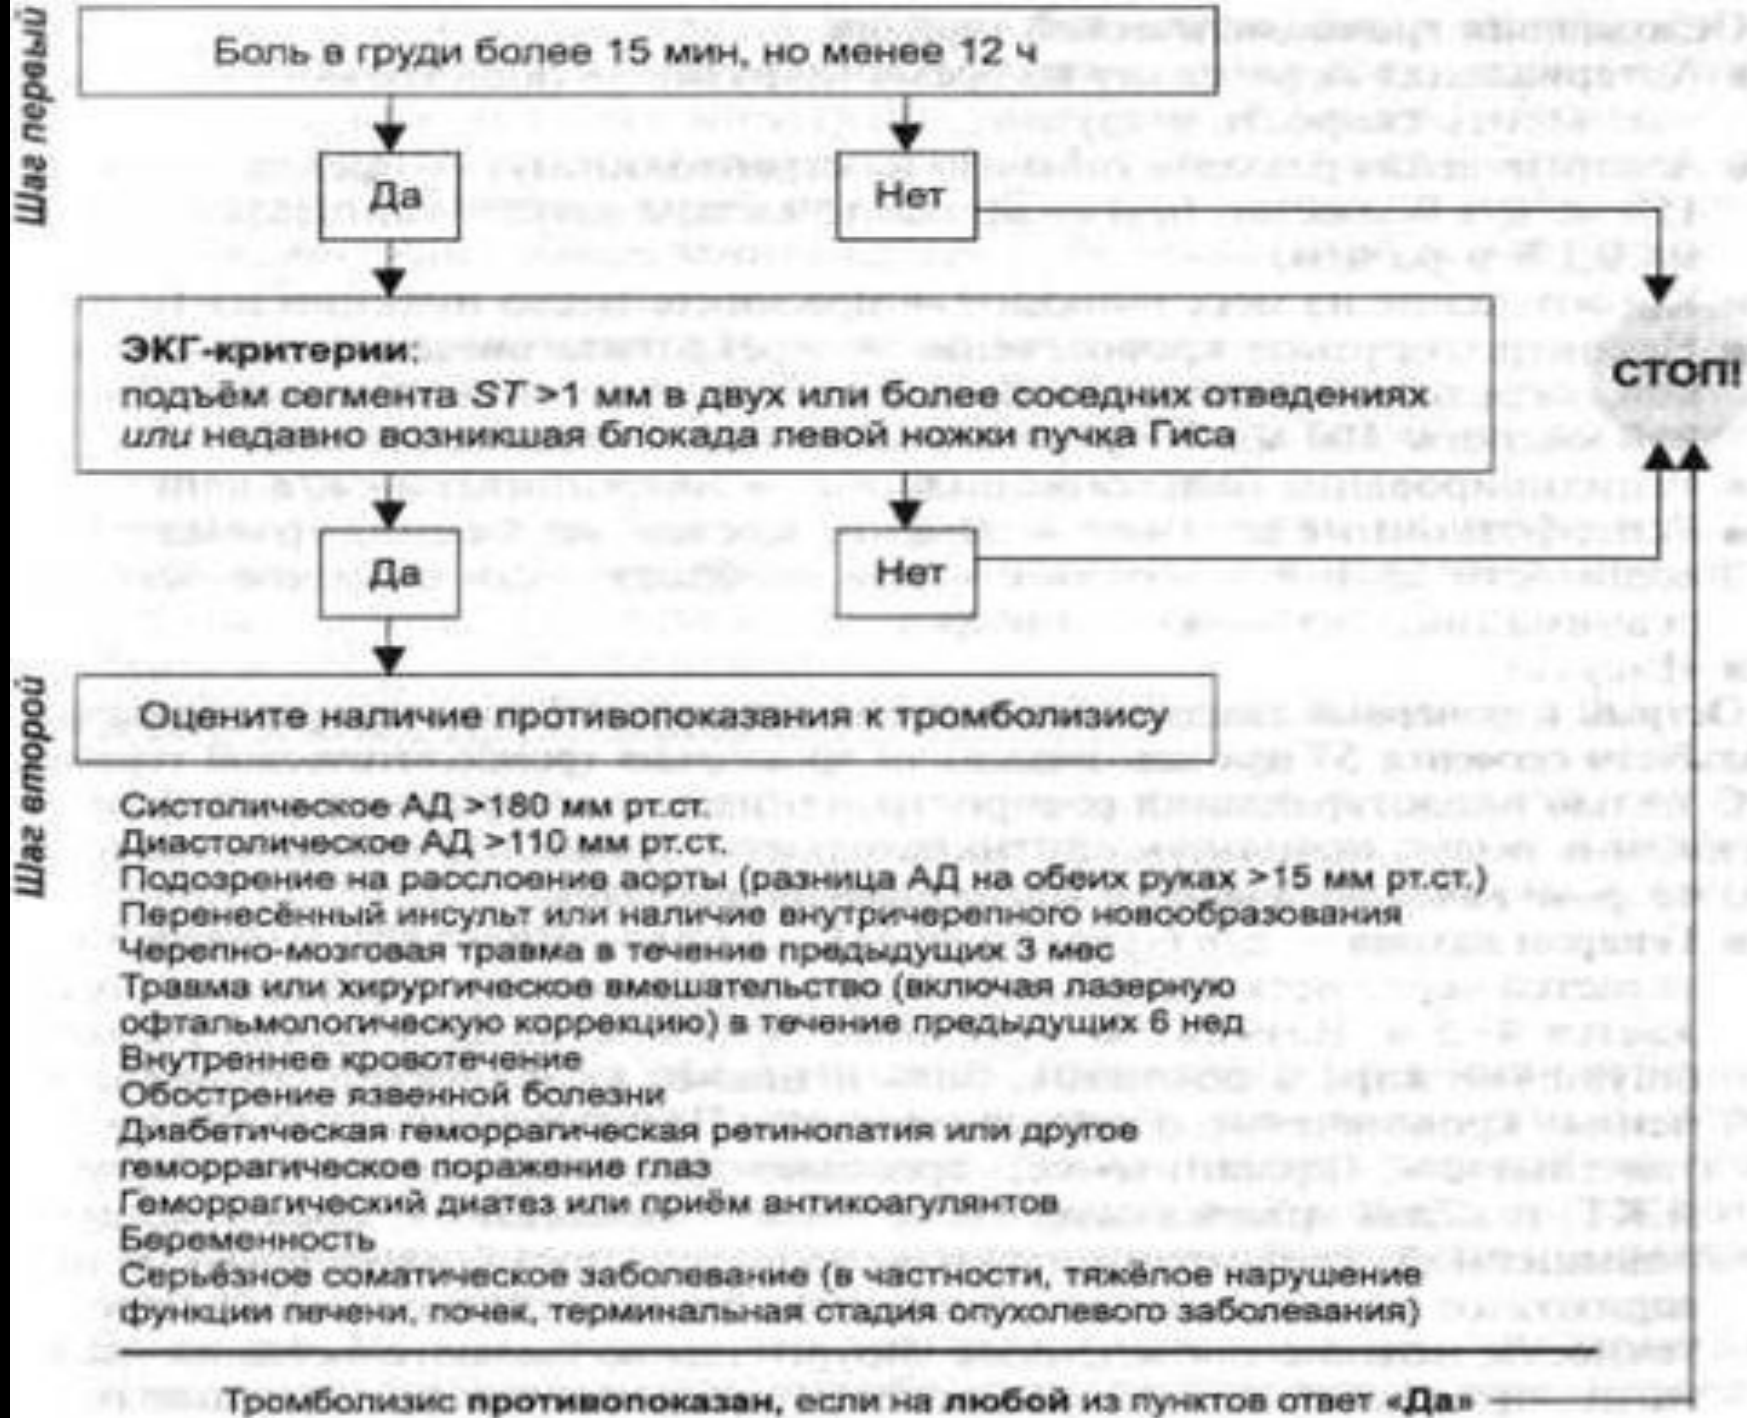 Шаг первый
Боль в груди более 15 мин, но менее 12 ч
Да
Нет
ЭКГ-критерии:
подъём сегмента ST >1 мм в двух или более соседних отведениях
или недавно возникшая блокада левой ножки пучка Гиса
СТОП!
Да
Нет
Шаг второй
Оцените наличие противопоказания к тромболизису
Систолическое АД >180 мм рт.ст.
Диастолическое АД >110 мм рт.ст.
Подозрение на расслоение аорты (разница АД на обеих руках >15 мм рт.ст.)
Перенесённый инсульт или наличие внутричерепного новообразования
Черепно-мозговая травма в течение предыдущих 3 мес
Травма или хирургическое вмешательство (включая лазерную
офтальмологическую коррекцию) в течение предыдущих 6 нед
Внутреннее кровотечение
Обострение язвенной болезни
Диабетическая геморрагическая ретинопатия или другое
геморрагическое поражение глаз
Геморрагический диатез или приём антикоагулянтов
Беременность
Серьёзное соматическое заболевание (в частности, тяжёлое нарушение
функции печени, почек, терминальная стадия опухолевого заболевания)
Тромболизис противопоказан, если на любой из пунктов ответ «Да»